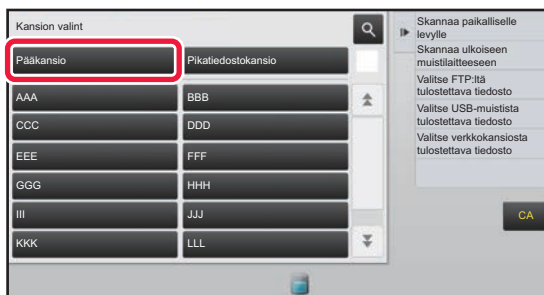 Kansion valint
Pääkansio
Pikatiedostokansio
AAA
BBB
CCC
DDD
EEE
FFF
GGG
HHH
III
JJJ
KKK
LLL
Skannaa paikalliselle
levylle
Skannaa ulkoiseen
muistilaitteeseen
Valitse FTP:ltä
tulostettava tiedosto
Valitse USB-muistista
tulostettava tiedosto
Valitse verkkokansiosta
tulostettava tiedosto
CA